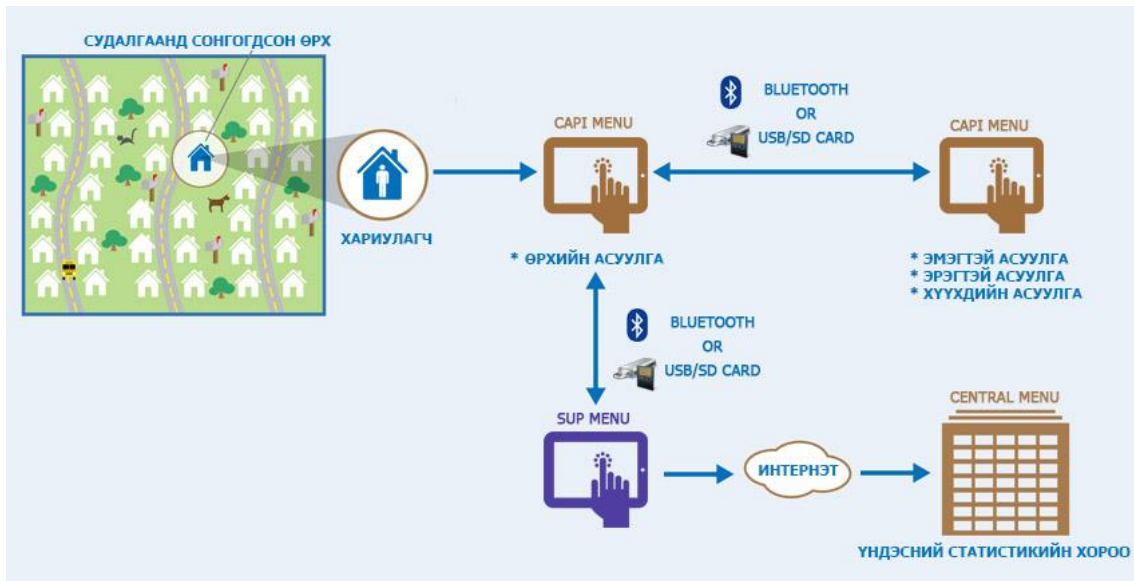 СУДАЛГААНД СОНГОГДСОН ӨРХ
ХАРИУЛАГЧ
CAPI MENU
* ӨРХИЙН АСУУЛГА
BLUETOOTH
OR
USB/SD CARD
CAPI MENU
* ЭМЭГТЭЙ АСУУЛГА
* ЭРЭГТЭЙ АСУУЛГА
* ХҮҮХДИЙН АСУУЛГА
BLUETOOTH
OR
USB/SD CARD
SUP MENU
ИНТЕРНЭТ
CENTRAL MENU
ҮНДЭСНИЙ СТАТИСТИКИЙН ХОРОО